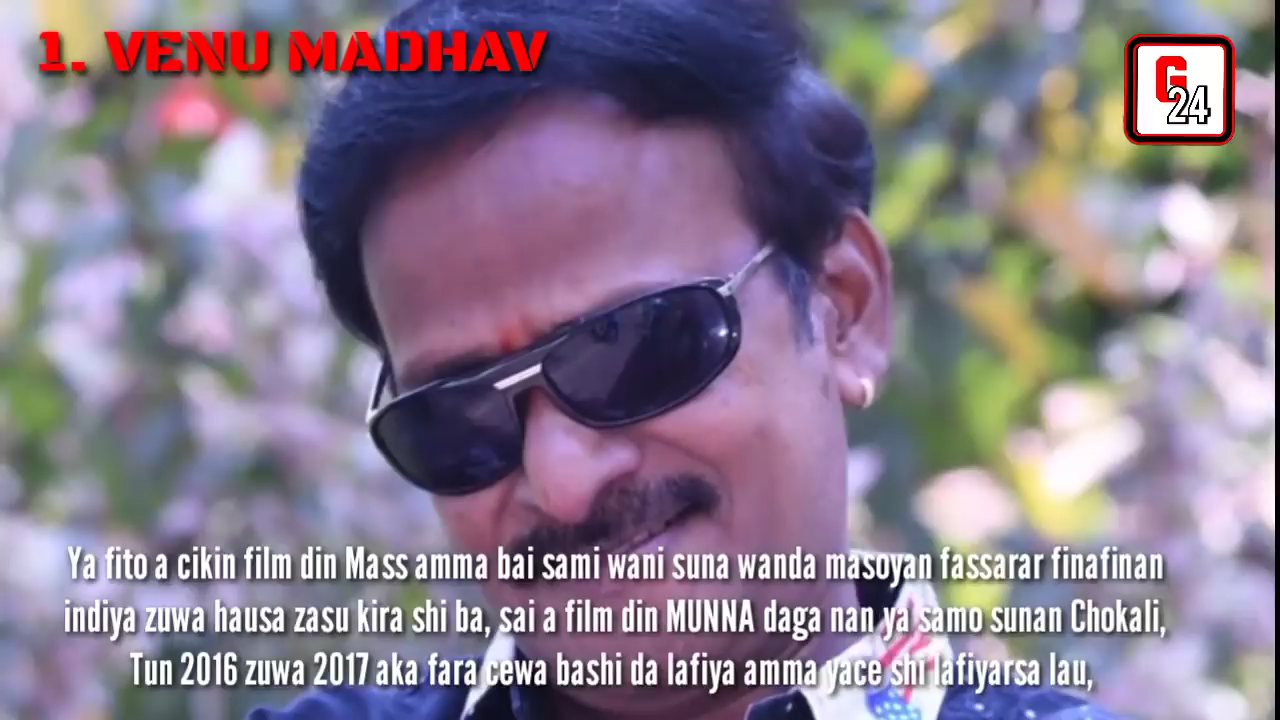 1. VENU MADHAV
G
24
Ya fito a cikin film din Mass amma bai sami wani suna wanda masoyan fassarar finafinan
indiya zuwa hausa zasu kira shi ba, sai a film din MUNNA daga nan ya samo sunan Chokali,
Tun 2016 zuwa 2017 aka fara cewa bashi da lafiya amma yace shi lafiyarsa lau,